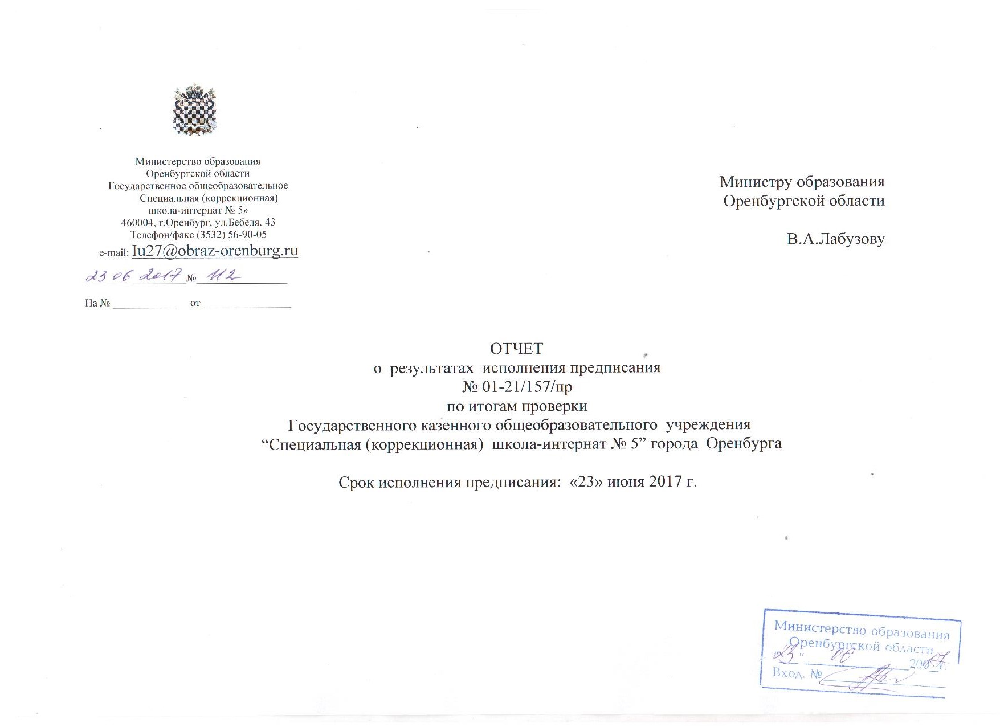 Министерство образования
Оренбургской области
Государственное общеобразовательное
Специальная (коррекционная)
школа-интернат № 5»
460004, г.Оренбург, ул.Бебеля. 43
Телефон/факс (3532) 56-90-05
e-mail: Iu27@obraz-orenburg.ru
23 06 2017 № 112
На № ____________ от ________________
Министру образования
Оренбургской области
В.А.Лабузову
ОТЧЕТ
о результатах исполнения предписания
№ 01-21/157/пр
по итогам проверки
Государственного казенного общеобразовательного учреждения
“Специальная (коррекционная) школа-интернат № 5” города Оренбурга
Срок исполнения предписания: «23» июня 2017 г.
Министерство образования
Оренбургской области
"23" 06 200 17 г.
Вход. №